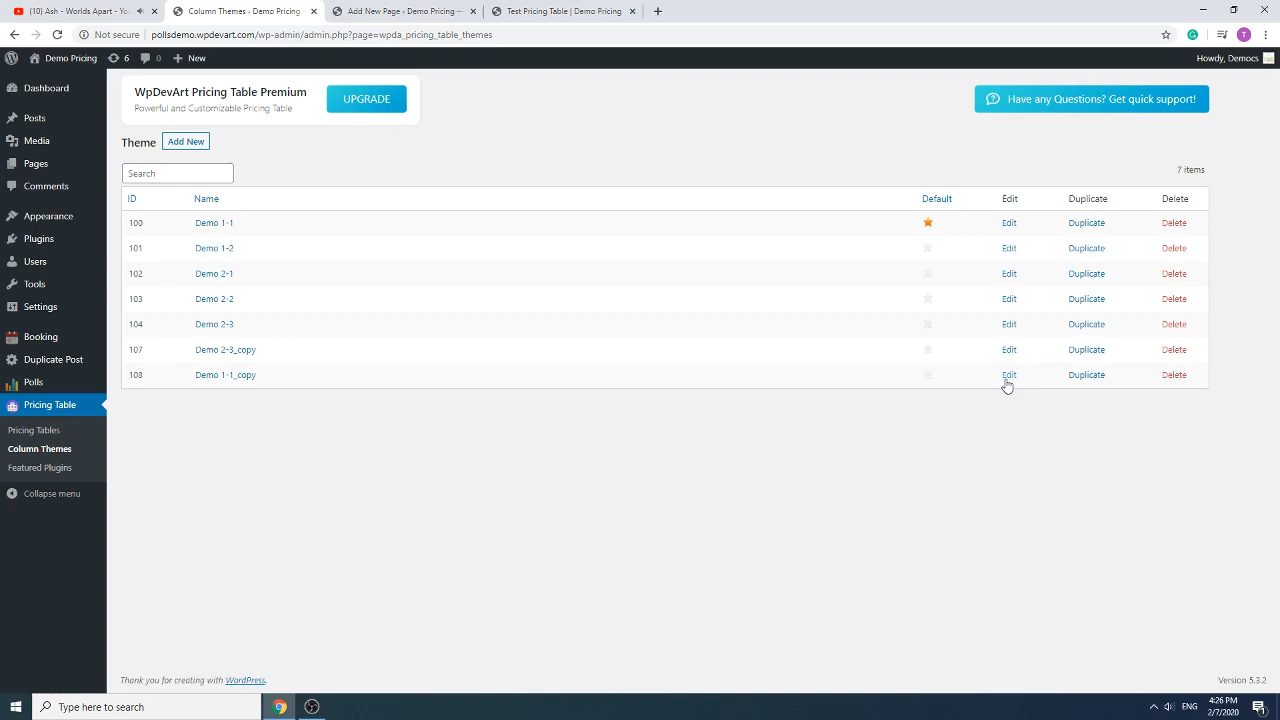 (10) Ash - Worlds Apart - Yo
Column Themes ‹ Demo Pricing —
Add New Page ‹ Demo Pricing —
Test Pricing Table | Demo Pricing
Not secure | pollsdemo.wpdevart.com/wp-admin/admin.php?page=wpda_pricing_table_themes
T
Demo Pricing
6
0
New
Howdy, Democs
Dashboard
Posts
Media
Pages
Comments
Appearance
Plugins
Users
Tools
Settings
Booking
Duplicate Post
Polls
Pricing Table
Pricing Tables
Column Themes
Featured Plugins
Collapse menu
WpDevArt Pricing Table Premium
Powerful and Customizable Pricing Table
UPGRADE
Have any Questions? Get quick support!
Theme Add New
Search
7 items
ID Name Default Edit Duplicate Delete
100 Demo 1-1 Edit Duplicate Delete
101 Demo 1-2 Edit Duplicate Delete
102 Demo 2-1 Edit Duplicate Delete
103 Demo 2-2 Edit Duplicate Delete
104 Demo 2-3 Edit Duplicate Delete
107 Demo 2-3_copy Edit Duplicate Delete
108 Demo 1-1_copy Edit Duplicate Delete
Thank you for creating with WordPress.
Version 5.3.2
Type here to search
ENG
4:26 PM
2/7/2020
1